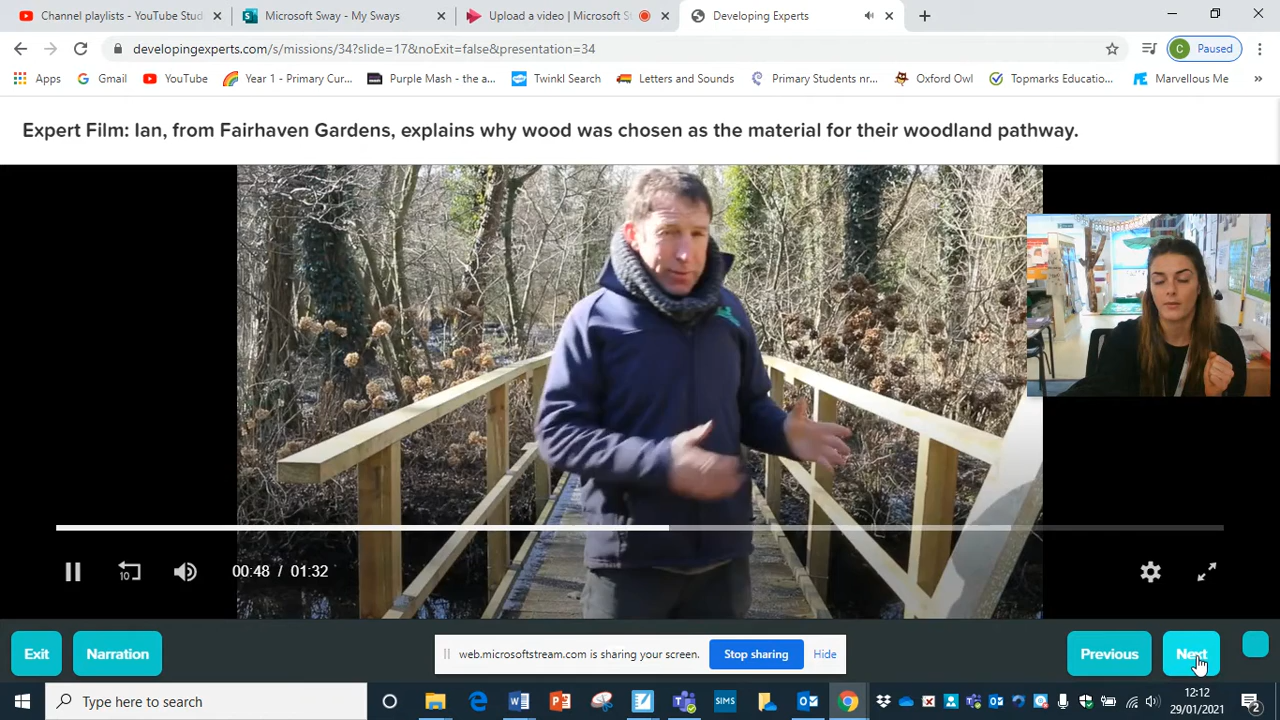 Channel playlists - YouTube Stud
Microsoft Sway - My Sways
Upload a video | Microsoft S
Developing Experts
developingexperts.com/s/missions/34?slide=17&noExit=false&presentation=34
C
Paused
Apps
Gmail
YouTube
Year 1 - Primary Cur...
Purple Mash - the a...
Twinkl Search
Letters and Sounds
Primary Students nr...
Oxford Owl
Topmarks Educatio...
Marvellous Me
Expert Film: Ian, from Fairhaven Gardens, explains why wood was chosen as the material for their woodland pathway.
10
00:48 / 01:32
Exit
Narration
web.microsoftstream.com is sharing your screen.
Stop sharing
Hide
Previous
Next
Type here to search
SIMS
12:12
29/01/2021
2